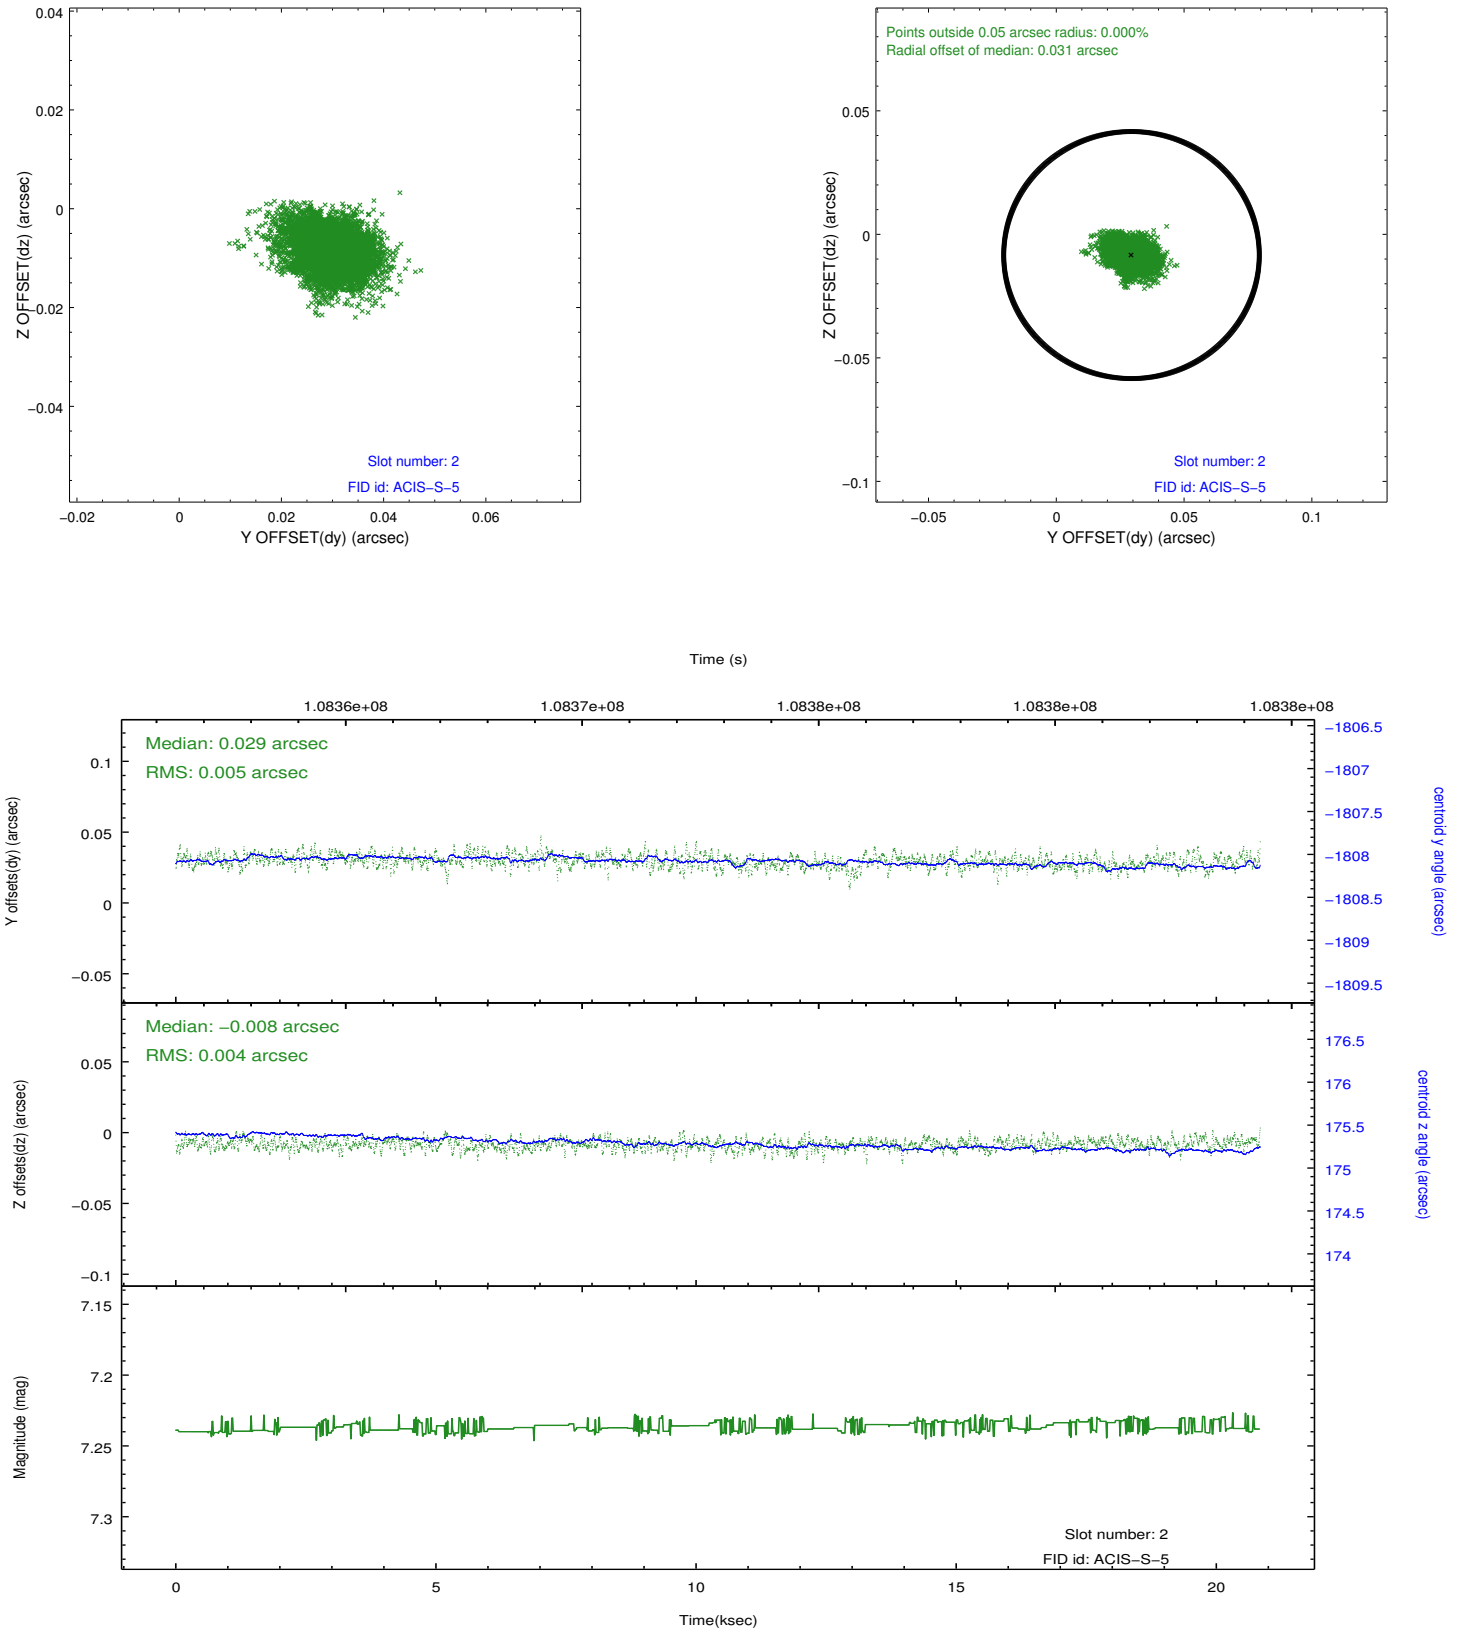 0.04
0.02
0
−0.02
−0.04
Z OFFSET(dz) (arcsec)
Slot number: 2
FID id: ACIS−S−5
−0.02 0 0.02 0.04 0.06
Y OFFSET(dy) (arcsec)
Points outside 0.05 arcsec radius: 0.000%
Radial offset of median: 0.031 arcsec
0.05
0
−0.05
−0.1
Z OFFSET(dz) (arcsec)
Slot number: 2
FID id: ACIS−S−5
−0.05 0 0.05 0.1
Y OFFSET(dy) (arcsec)
Time (s)
1.0836e+08 1.0837e+08 1.0838e+08 1.0838e+08 1.0838e+08
Median: 0.029 arcsec
RMS: 0.005 arcsec
0.1
0.05
0
−0.05
Y offsets(dy) (arcsec)
−1806.5
−1807
−1807.5
−1808
−1808.5
−1809
−1809.5
centroid y angle (arcsec)
Median: −0.008 arcsec
RMS: 0.004 arcsec
0.05
0
−0.05
−0.1
Z offsets(dz) (arcsec)
176.5
176
175.5
175
174.5
174
centroid z angle (arcsec)
7.15
7.2
7.25
7.3
Magnitude (mag)
Slot number: 2
FID id: ACIS−S−5
0 5 10 15 20
Time(ksec)